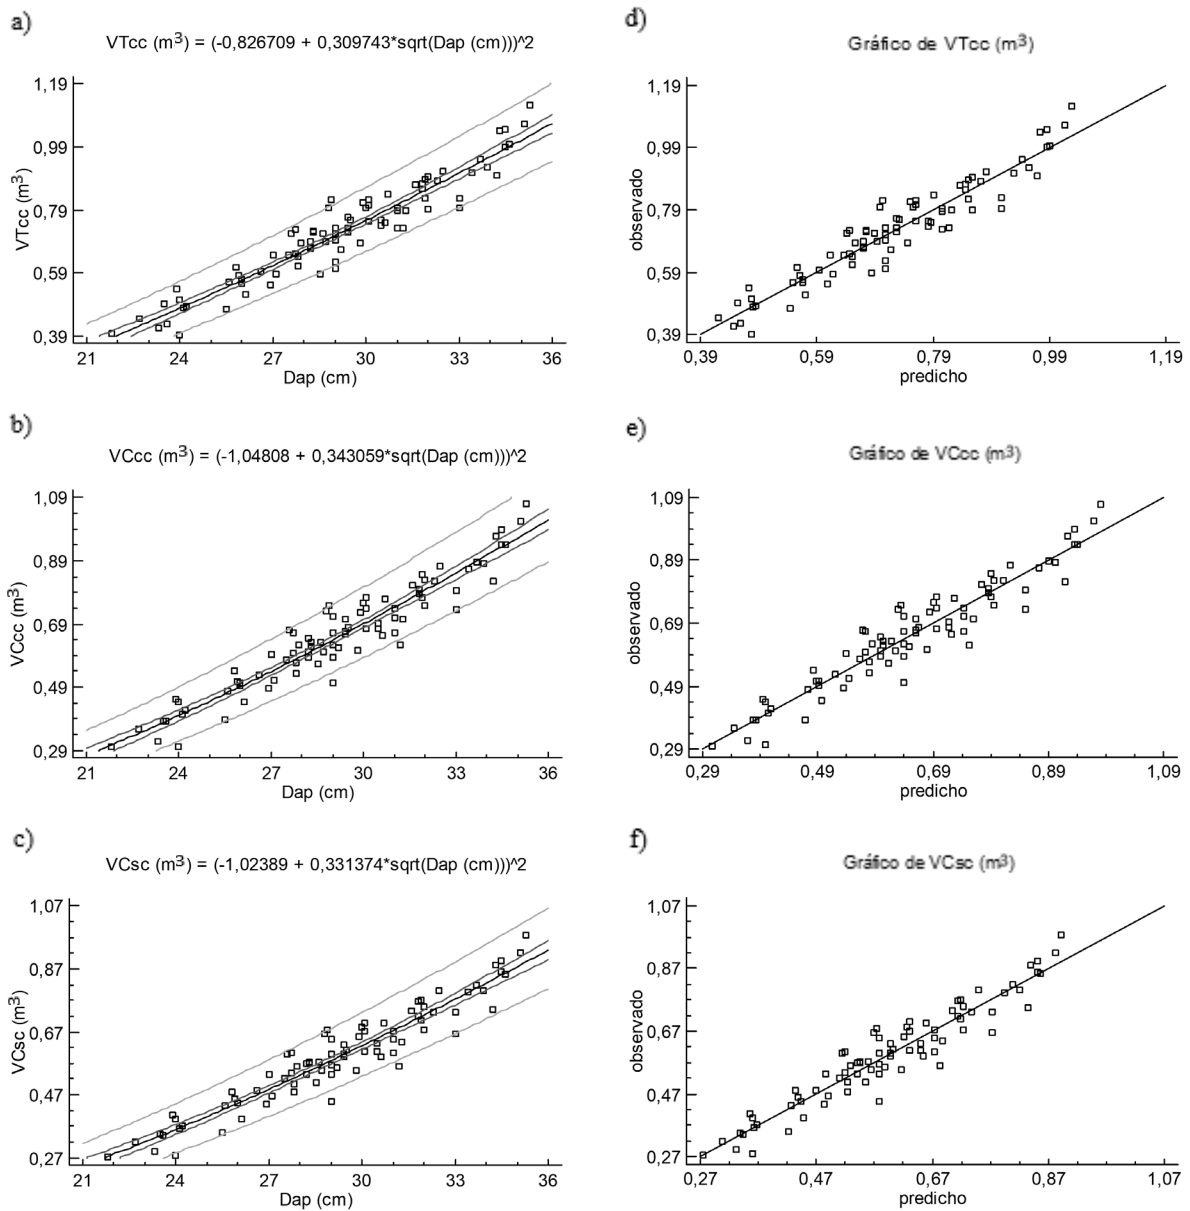 a)
VTcc (m3) = (-0,826709 + 0,309743*sqrt(Dap (cm)))^2
VTcc (m3)
1,19
0,99
0,79
0,59
0,39
21 24 27 30 33 36
Dap (cm)
d)
Gráfico de VTcc (m3)
observado
1,19
0,99
0,79
0,59
0,39
0,39 0,59 0,79 0,99 1,19
predicho
b)
VCcc (m3) = (-1,04808 + 0,343059*sqrt(Dap (cm)))^2
VCcc (m3)
1,09
0,89
0,69
0,49
0,29
21 24 27 30 33 36
Dap (cm)
e)
Gráfico de VCcc (m3)
observado
1,09
0,89
0,69
0,49
0,29
0,29 0,49 0,69 0,89 1,09
predicho
c)
VCsc (m3) = (-1,02389 + 0,331374*sqrt(Dap (cm)))^2
VCsc (m3)
1,07
0,87
0,67
0,47
0,27
21 24 27 30 33 36
Dap (cm)
f)
Gráfico de VCsc (m3)
observado
1,07
0,87
0,67
0,47
0,27
0,27 0,47 0,67 0,87 1,07
predicho